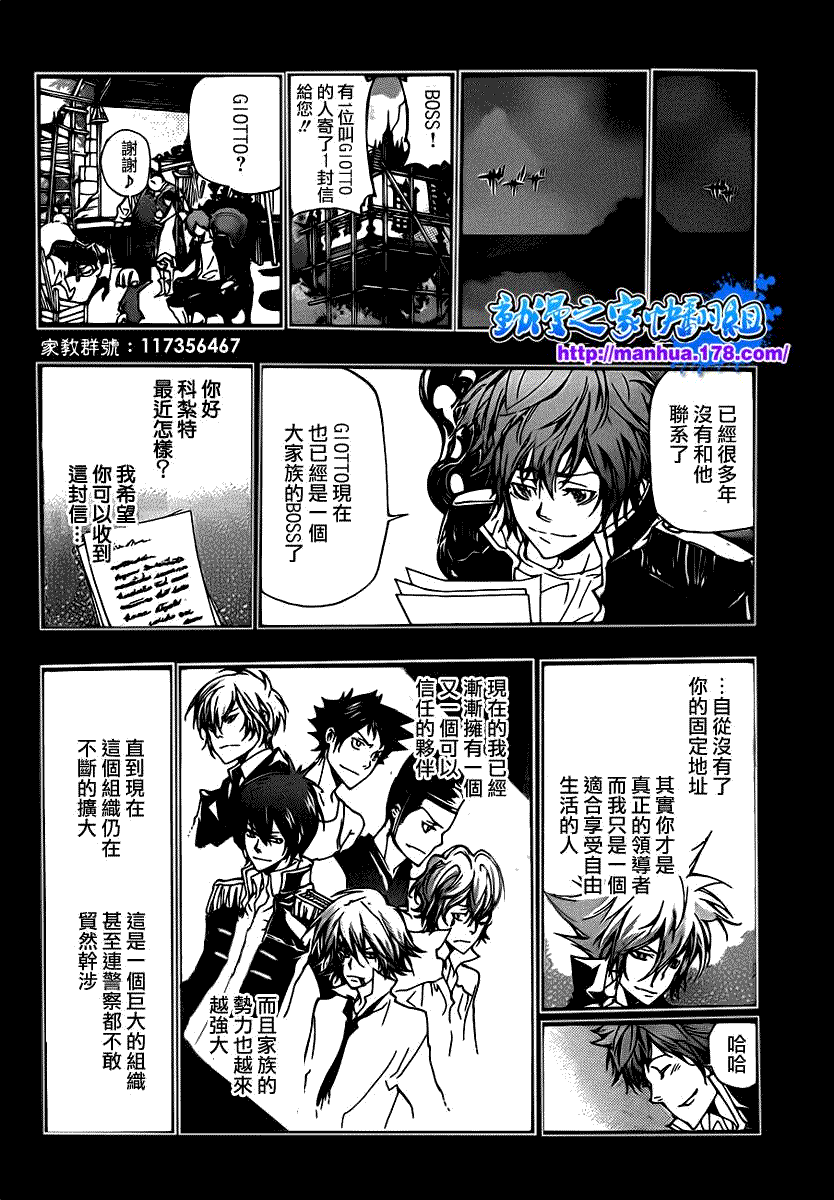 BOSS！
有一位叫GIOTTO
的人寄了1封信
給您!!
GIOTTO？
謝謝♪
動漫之家快翻組
http://manhua.178.com/
家教群號：117356467
已經很多年
沒有和他
聯系了
GIOTTO現在
也已經是一個
大家族的BOSS了
你好
科紮特
最近怎樣？
我希望
你可以收到
這封信…
…自從沒有了
你的固定地址
其實你才是
真正的領導者
而我只是一個
適合享受自由
生活的人
哈哈
現在的我已經
漸漸擁有一個
又一個可以
信任的夥伴
而且家族的
勢力也越來
越強大
直到現在
這個組織仍在
不斷的擴大
這是一個巨大的組織
甚至連警察都不敢
貿然幹涉